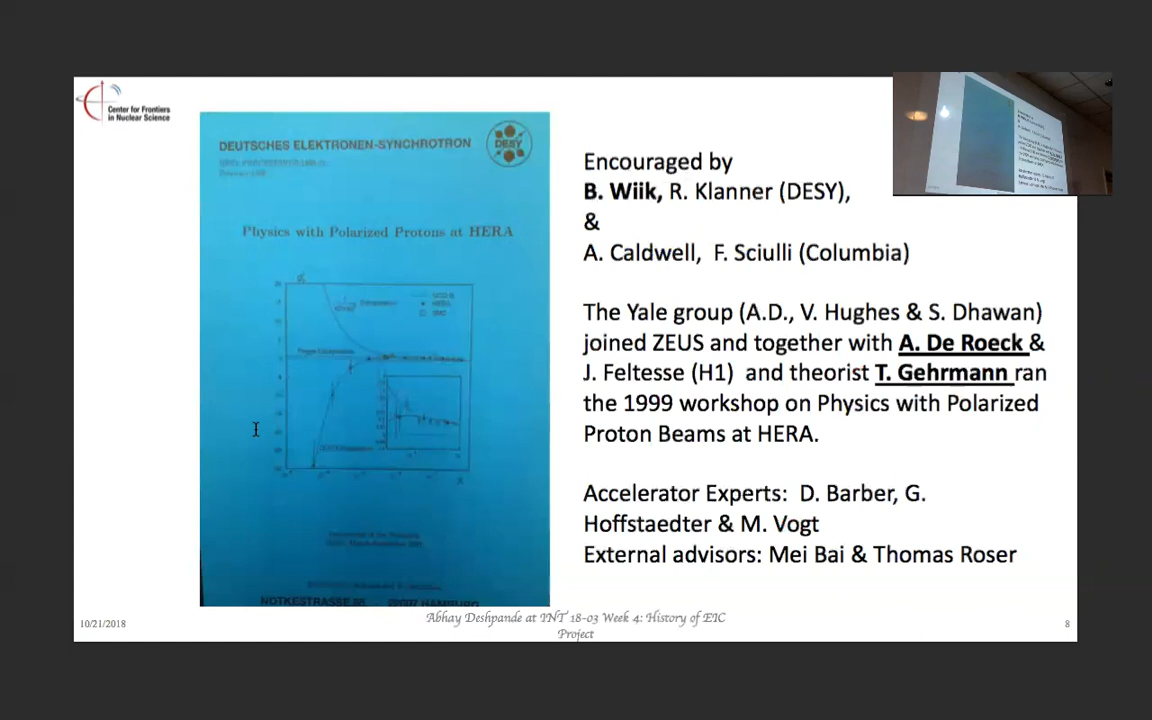 Center for Frontiers
in Nuclear Science
DEUTSCHES ELEKTRONEN-SYNCHROTRON
DESY
Physics with Polarized Protons at HERA
NOTKESTRASSE 85 - 22607 HAMBURG
Encouraged by
B. Wiik, R. Klanner (DESY),
&
A. Caldwell, F. Sciulli (Columbia)
The Yale group (A.D., V. Hughes & S. Dhawan)
joined ZEUS and together with A. De Roeck &
J. Feltesse (H1) and theorist T. Gehrmann ran
the 1999 workshop on Physics with Polarized
Proton Beams at HERA.
Accelerator Experts: D. Barber, G.
Hoffstaedter & M. Vogt
External advisors: Mei Bai & Thomas Roser
10/21/2018
Abhay Deshpande at INT 18-03 Week 4: History of EIC
Project
8